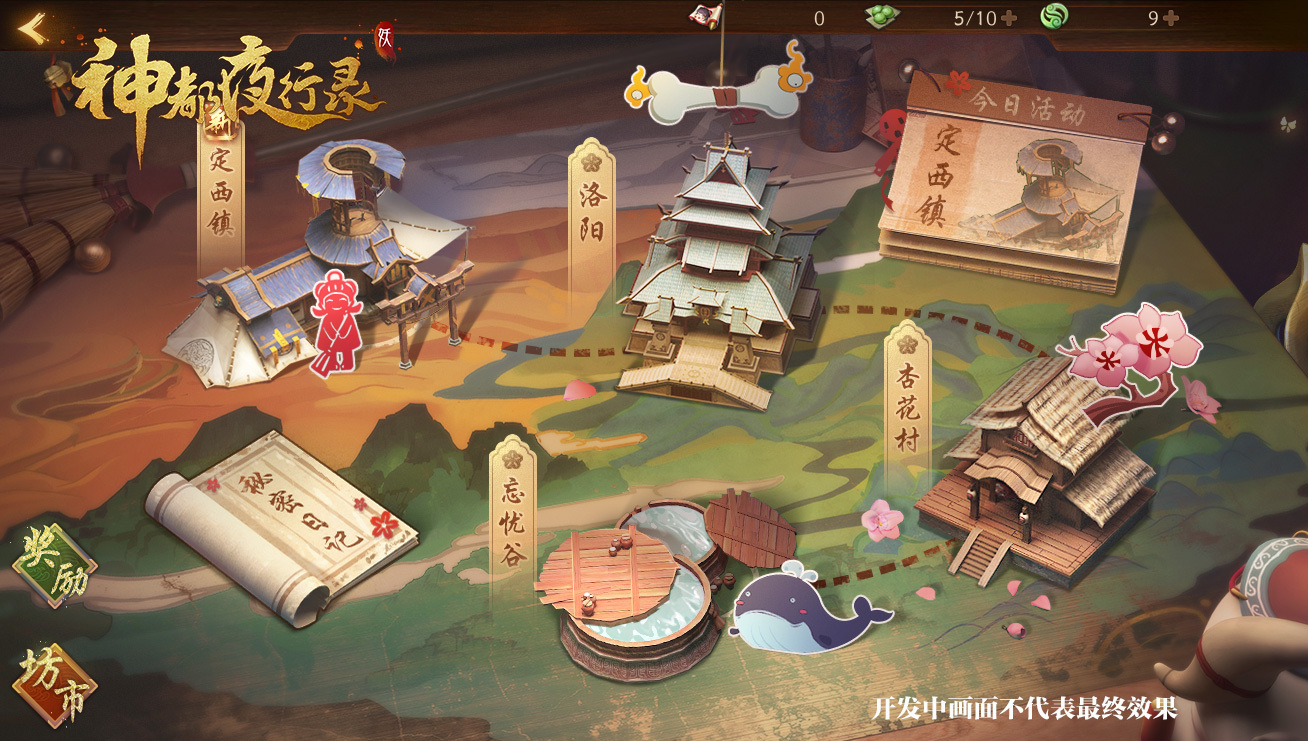 0
5/10
9
神都夜行录
妖
新
定西镇
洛阳
今日活动
定西镇
杏花村
秘密日记
忘忧谷
奖励
坊市
开发中画面不代表最终效果